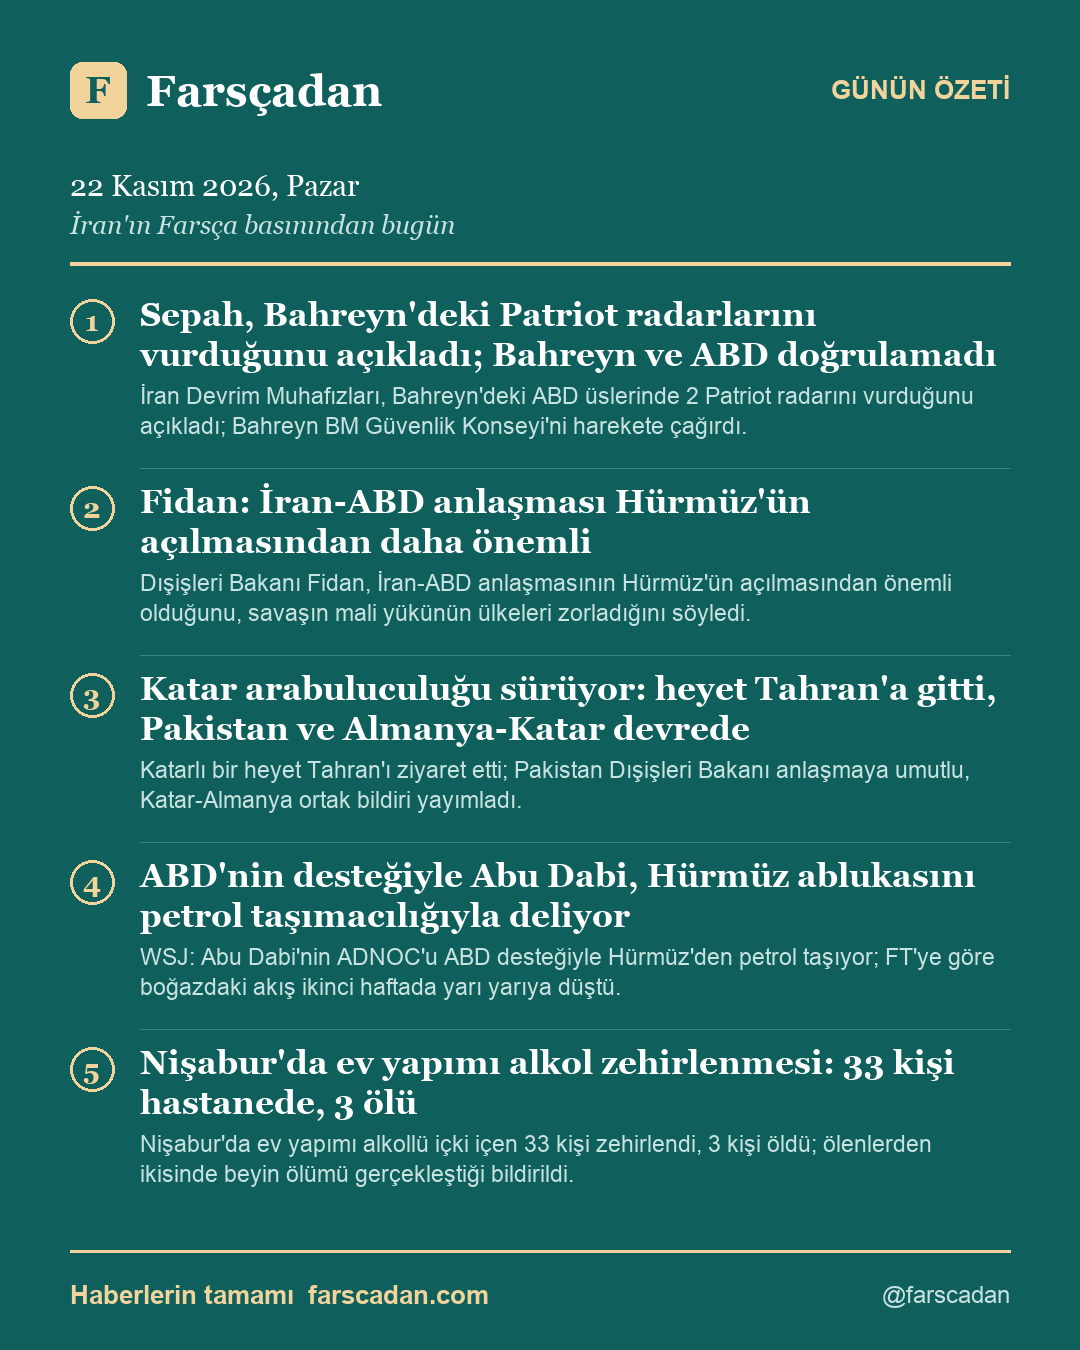 F Farsçadan
GÜNÜN ÖZETİ
22 Kasım 2026, Pazar
İran'ın Farsça basınından bugün
1
Sepah, Bahreyn'deki Patriot radarlarını
vurduğunu açıkladı; Bahreyn ve ABD doğrulamadı
İran Devrim Muhafızları, Bahreyn'deki ABD üslerinde 2 Patriot radarını vurduğunu
açıkladı; Bahreyn BM Güvenlik Konseyi'ni harekete çağırdı.
2
Fidan: İran-ABD anlaşması Hürmüz'ün
açılmasından daha önemli
Dışişleri Bakanı Fidan, İran-ABD anlaşmasının Hürmüz'ün açılmasından önemli
olduğunu, savaşın mali yükünün ülkeleri zorladığını söyledi.
3
Katar arabuluculuğu sürüyor: heyet Tahran'a gitti,
Pakistan ve Almanya-Katar devrede
Katarlı bir heyet Tahran'ı ziyaret etti; Pakistan Dışişleri Bakanı anlaşmaya umutlu,
Katar-Almanya ortak bildiri yayımladı.
4
ABD'nin desteğiyle Abu Dabi, Hürmüz ablukasını
petrol taşımacılığıyla deliyor
WSJ: Abu Dabi'nin ADNOC'u ABD desteğiyle Hürmüz'den petrol taşıyor; FT'ye göre
boğazdaki akış ikinci haftada yarı yarıya düştü.
5
Nişabur'da ev yapımı alkol zehirlenmesi: 33 kişi
hastanede, 3 ölü
Nişabur'da ev yapımı alkollü içki içen 33 kişi zehirlendi, 3 kişi öldü; ölenlerden
ikisinde beyin ölümü gerçekleştiği bildirildi.
Haberlerin tamamı farscadan.com
@farscadan